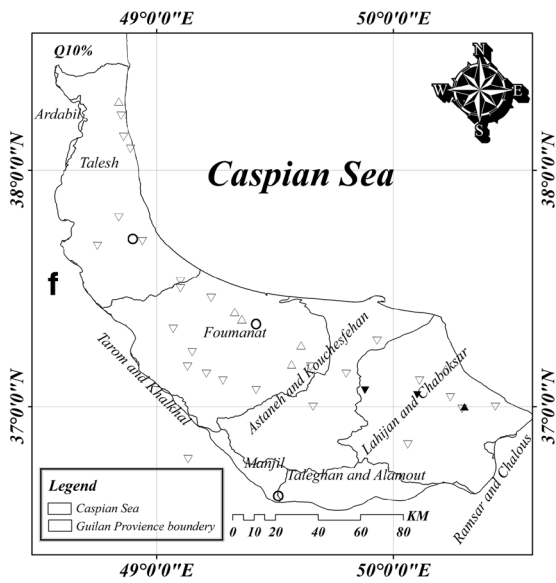 49°0'0"E 50°0'0"E
Q10%
N
W E
S
Ardabil
Talesh
38°0'0"N 38°0'0"N
Caspian Sea
f
Foumanat
Tarom and Khalkhal
Astaneh and Kouchesfehan
Lahijan and Chaboksar
37°0'0"N 37°0'0"N
Manjil
Taleghan and Alamout
Ramsar and Chalous
Legend
Caspian Sea
Guilan Provience boundery
KM
0 5 10 20 40 60 80
49°0'0"E 50°0'0"E